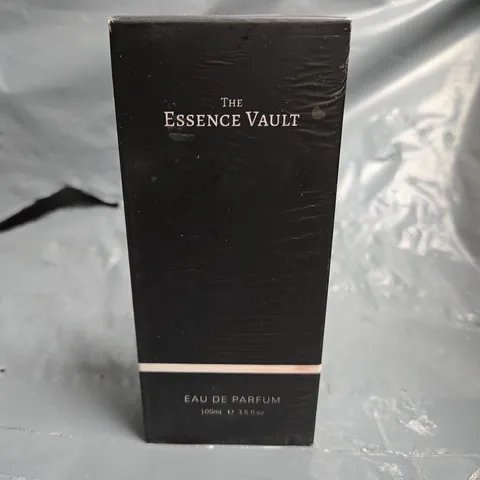 THE
ESSENCE VAULT
EAU DE PARFUM
100ml ℮ 3.5 fl oz